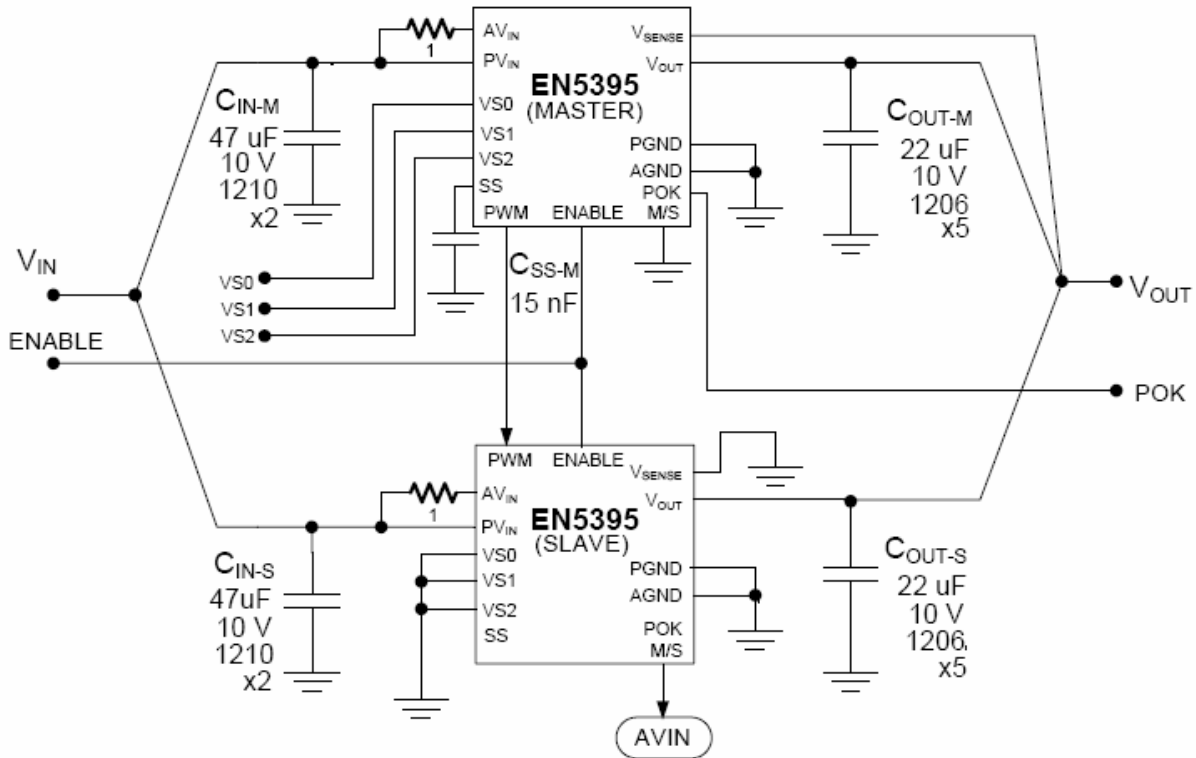 AVIN
1
PVIN
VSENSE
VOUT
EN5395
(MASTER)
VS0
VS1
VS2
SS
PWM
ENABLE
M/S
PGND
AGND
POK
CIN-M
47 uF
10 V
1210
x2
COUT-M
22 uF
10 V
1206
x5
CSS-M
15 nF
VIN
VS0
VS1
VS2
ENABLE
VOUT
POK
PWM
ENABLE
VSENSE
AVIN
1
VOUT
PVIN
EN5395
(SLAVE)
VS0
VS1
VS2
SS
PGND
AGND
POK
M/S
CIN-S
47uF
10 V
1210
x2
COUT-S
22 uF
10 V
1206
x5
AVIN